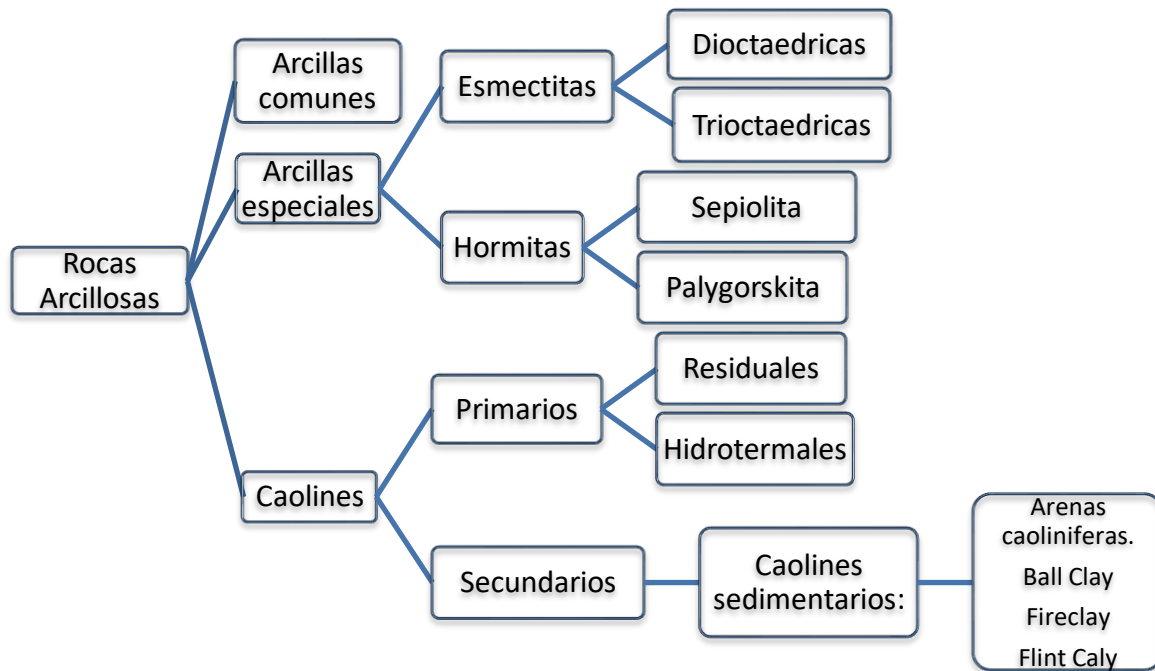 Rocas
Arcillosas
Arcillas
comunes
Arcillas
especiales
Esmectitas
Dioctaedricas
Trioctaedricas
Hormitas
Sepiolita
Palygorskita
Caolines
Primarios
Residuales
Hidrotermales
Secundarios
Caolines
sedimentarios:
Arenas
caoliniferas.
Ball Clay
Fireclay
Flint Caly